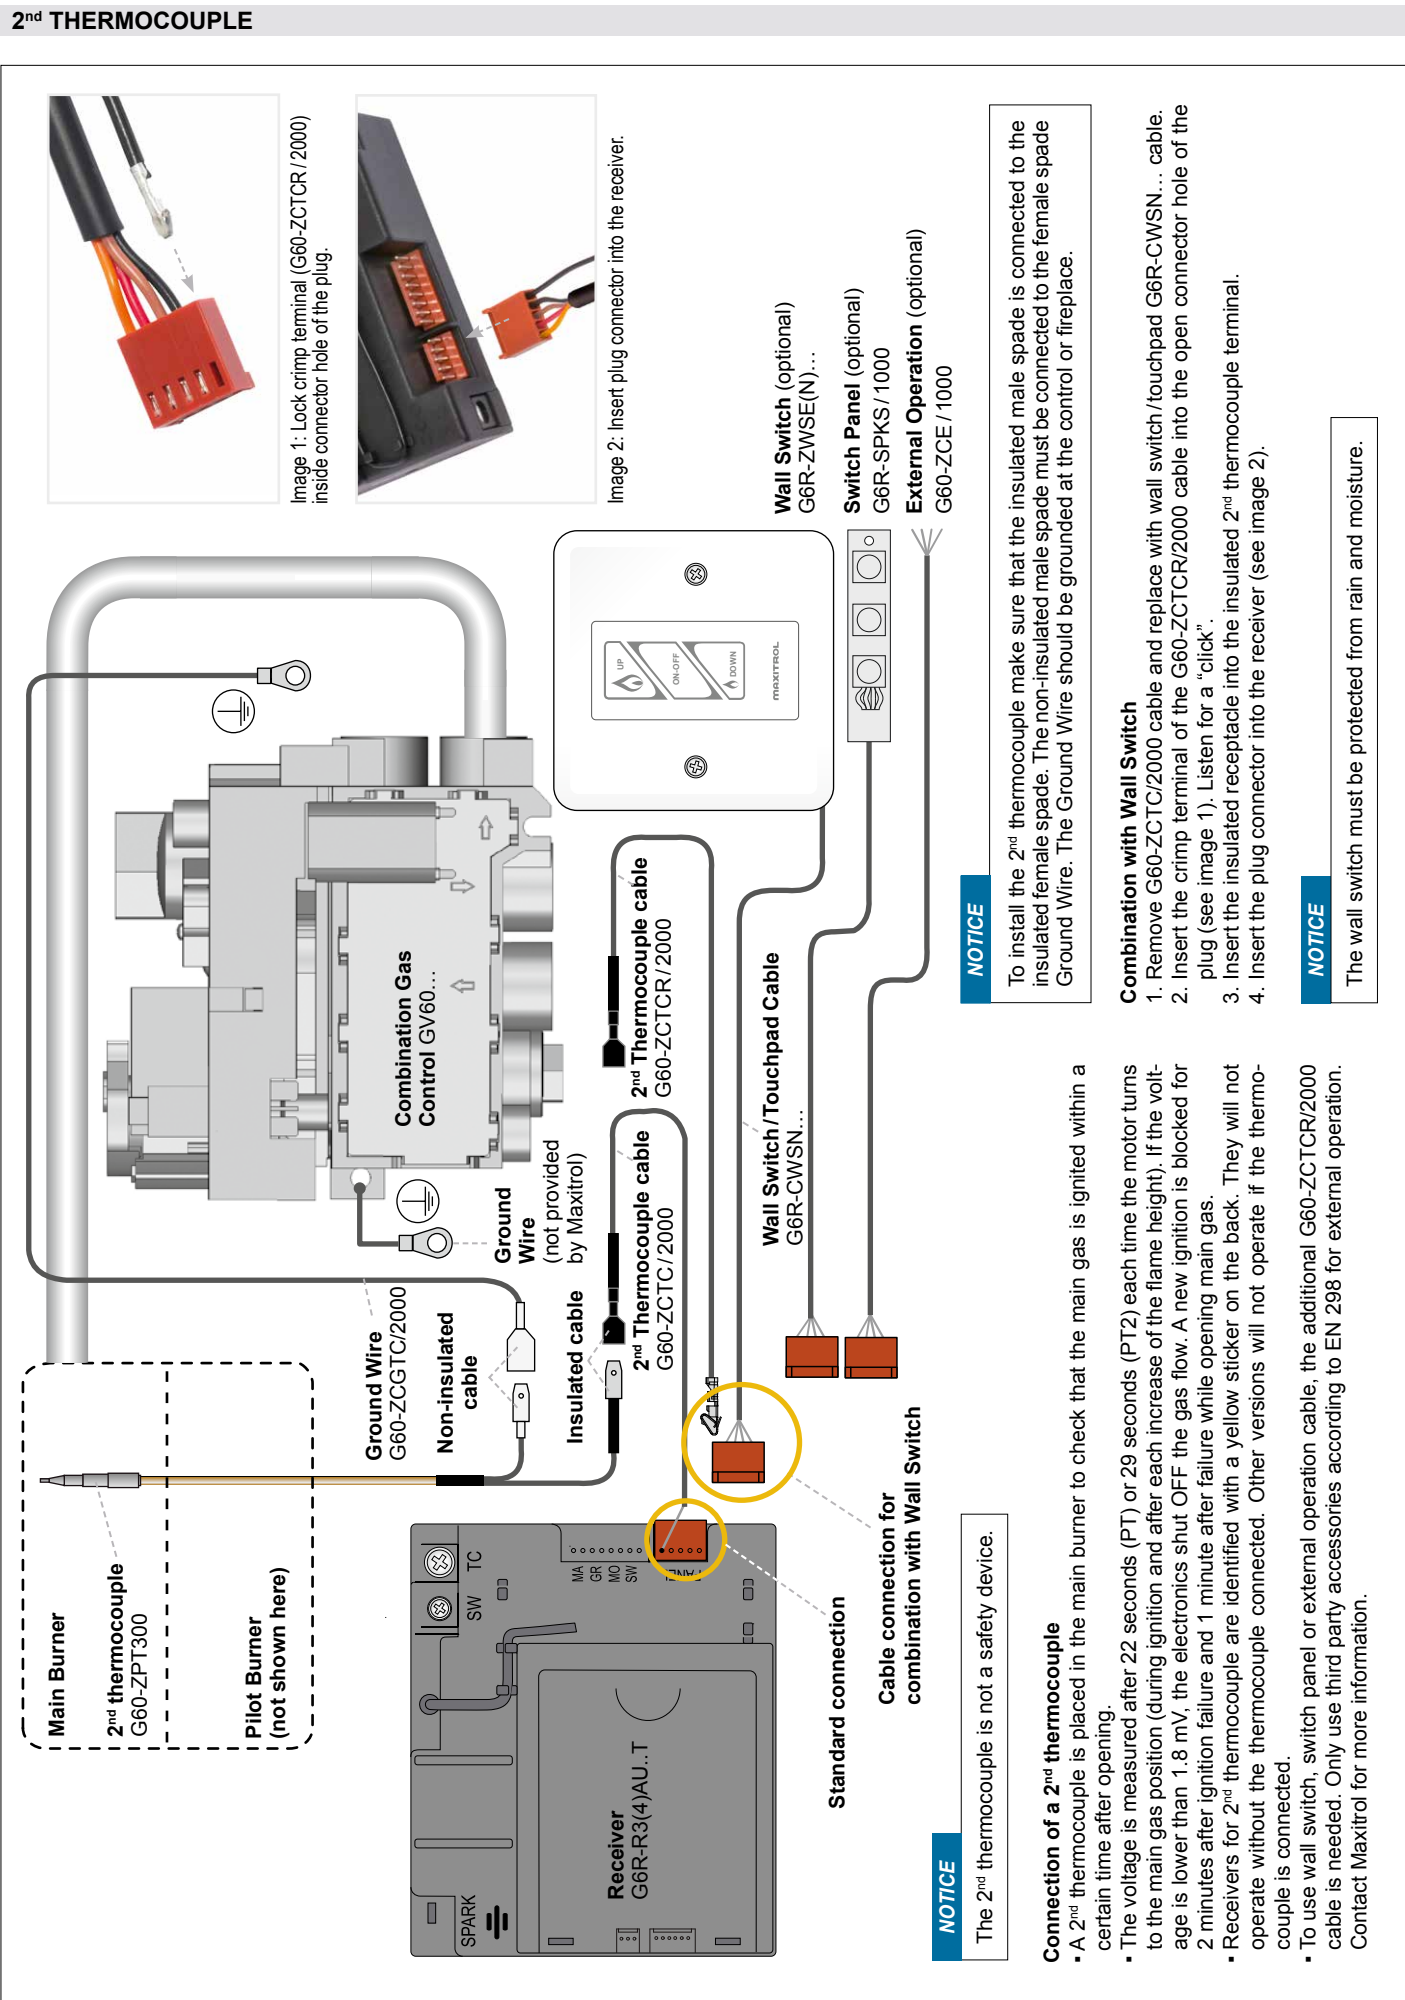 2nd THERMOCOUPLE
Main Burner
2nd thermocouple
G60-ZPT300
Pilot Burner
(not shown here)
Ground Wire
G60-ZCGTC/2000
Non-insulated
cable
Ground
Wire
(not provided
by Maxitrol)
Insulated cable
2nd Thermocouple cable
G60-ZCTC/2000
Combination Gas
Control GV60…
2nd Thermocouple cable
G60-ZCTCR/2000
Wall Switch/Touchpad Cable
G6R-CWSN…
UP
ON-OFF
DOWN
MAXITROL
Image 1: Lock crimp terminal (G60-ZCTCR / 2000)
inside connector hole of the plug.
Image 2: Insert plug connector into the receiver.
Wall Switch (optional)
G6R-ZWSE(N)…
Switch Panel (optional)
G6R-SPKS/1000
External Operation (optional)
G60-ZCE/1000
SPARK
SW
TC
MA
GR
MO
SW
Receiver
G6R-R3(4)AU..T
Standard connection
Cable connection for
combination with Wall Switch
NOTICE
The 2nd thermocouple is not a safety device.
Connection of a 2nd thermocouple
▪ A 2nd thermocouple is placed in the main burner to check that the main gas is ignited within a
certain time after opening.
▪ The voltage is measured after 22 seconds (PT) or 29 seconds (PT2) each time the motor turns
to the main gas position (during ignition and after each increase of the flame height). If the volt-
age is lower than 1.8 mV, the electronics shut OFF the gas flow. A new ignition is blocked for
2 minutes after ignition failure and 1 minute after failure while opening main gas.
▪ Receivers for 2nd thermocouple are identified with a yellow sticker on the back. They will not
operate without the thermocouple connected. Other versions will not operate if the thermo-
couple is connected.
▪ To use wall switch, switch panel or external operation cable, the additional G60-ZCTCR/2000
cable is needed. Only use third party accessories according to EN 298 for external operation.
Contact Maxitrol for more information.
NOTICE
To install the 2nd thermocouple make sure that the insulated male spade is connected to the
insulated female spade. The non-insulated male spade must be connected to the female spade
Ground Wire. The Ground Wire should be grounded at the control or fireplace.
Combination with Wall Switch
1. Remove G60-ZCTC/2000 cable and replace with wall switch/touchpad G6R-CWSN… cable.
2. Insert the crimp terminal of the G60-ZCTCR/2000 cable into the open connector hole of the
plug (see image 1). Listen for a “click”.
3. Insert the insulated receptacle into the insulated 2nd thermocouple terminal.
4. Insert the plug connector into the receiver (see image 2).
NOTICE
The wall switch must be protected from rain and moisture.